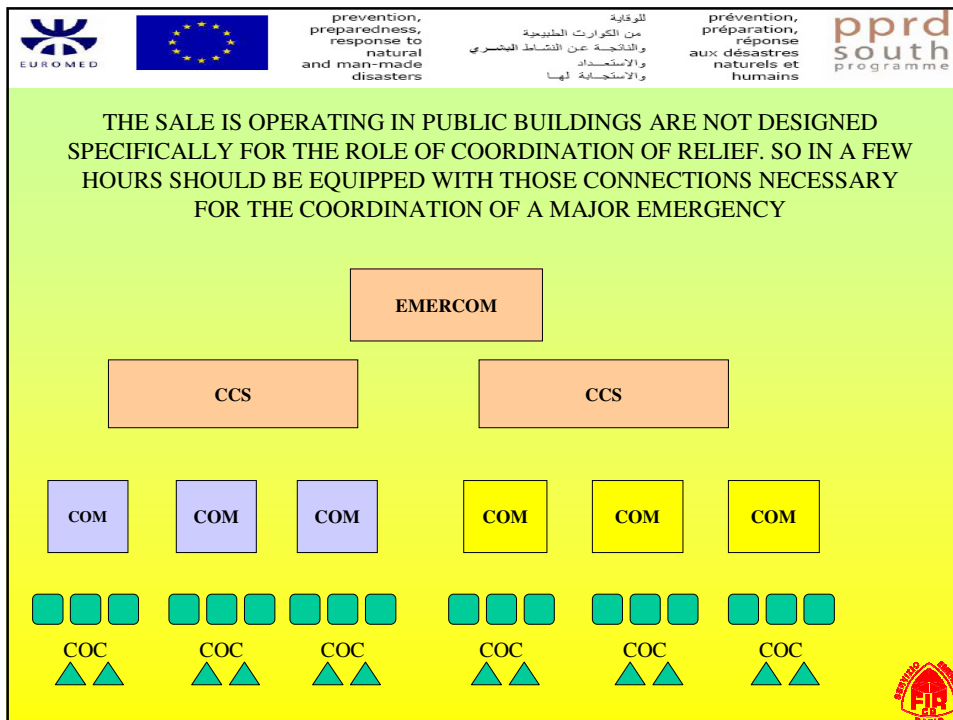 EUROMED
prevention,
preparedness,
response to
natural
and man-made
disasters
للوقاية
من الكوارث الطبيعية
والناتجة عن النشاط البشري
والاستعداد
والاستجابة لها
prévention,
préparation,
réponse
aux désastres
naturels et
humains
pprd
south
programme
THE SALE IS OPERATING IN PUBLIC BUILDINGS ARE NOT DESIGNED
SPECIFICALLY FOR THE ROLE OF COORDINATION OF RELIEF. SO IN A FEW
HOURS SHOULD BE EQUIPPED WITH THOSE CONNECTIONS NECESSARY
FOR THE COORDINATION OF A MAJOR EMERGENCY
EMERCOM
CCS CCS
COM COM COM COM COM COM
COC COC COC COC COC COC
SERVIZIO
FIR
CB